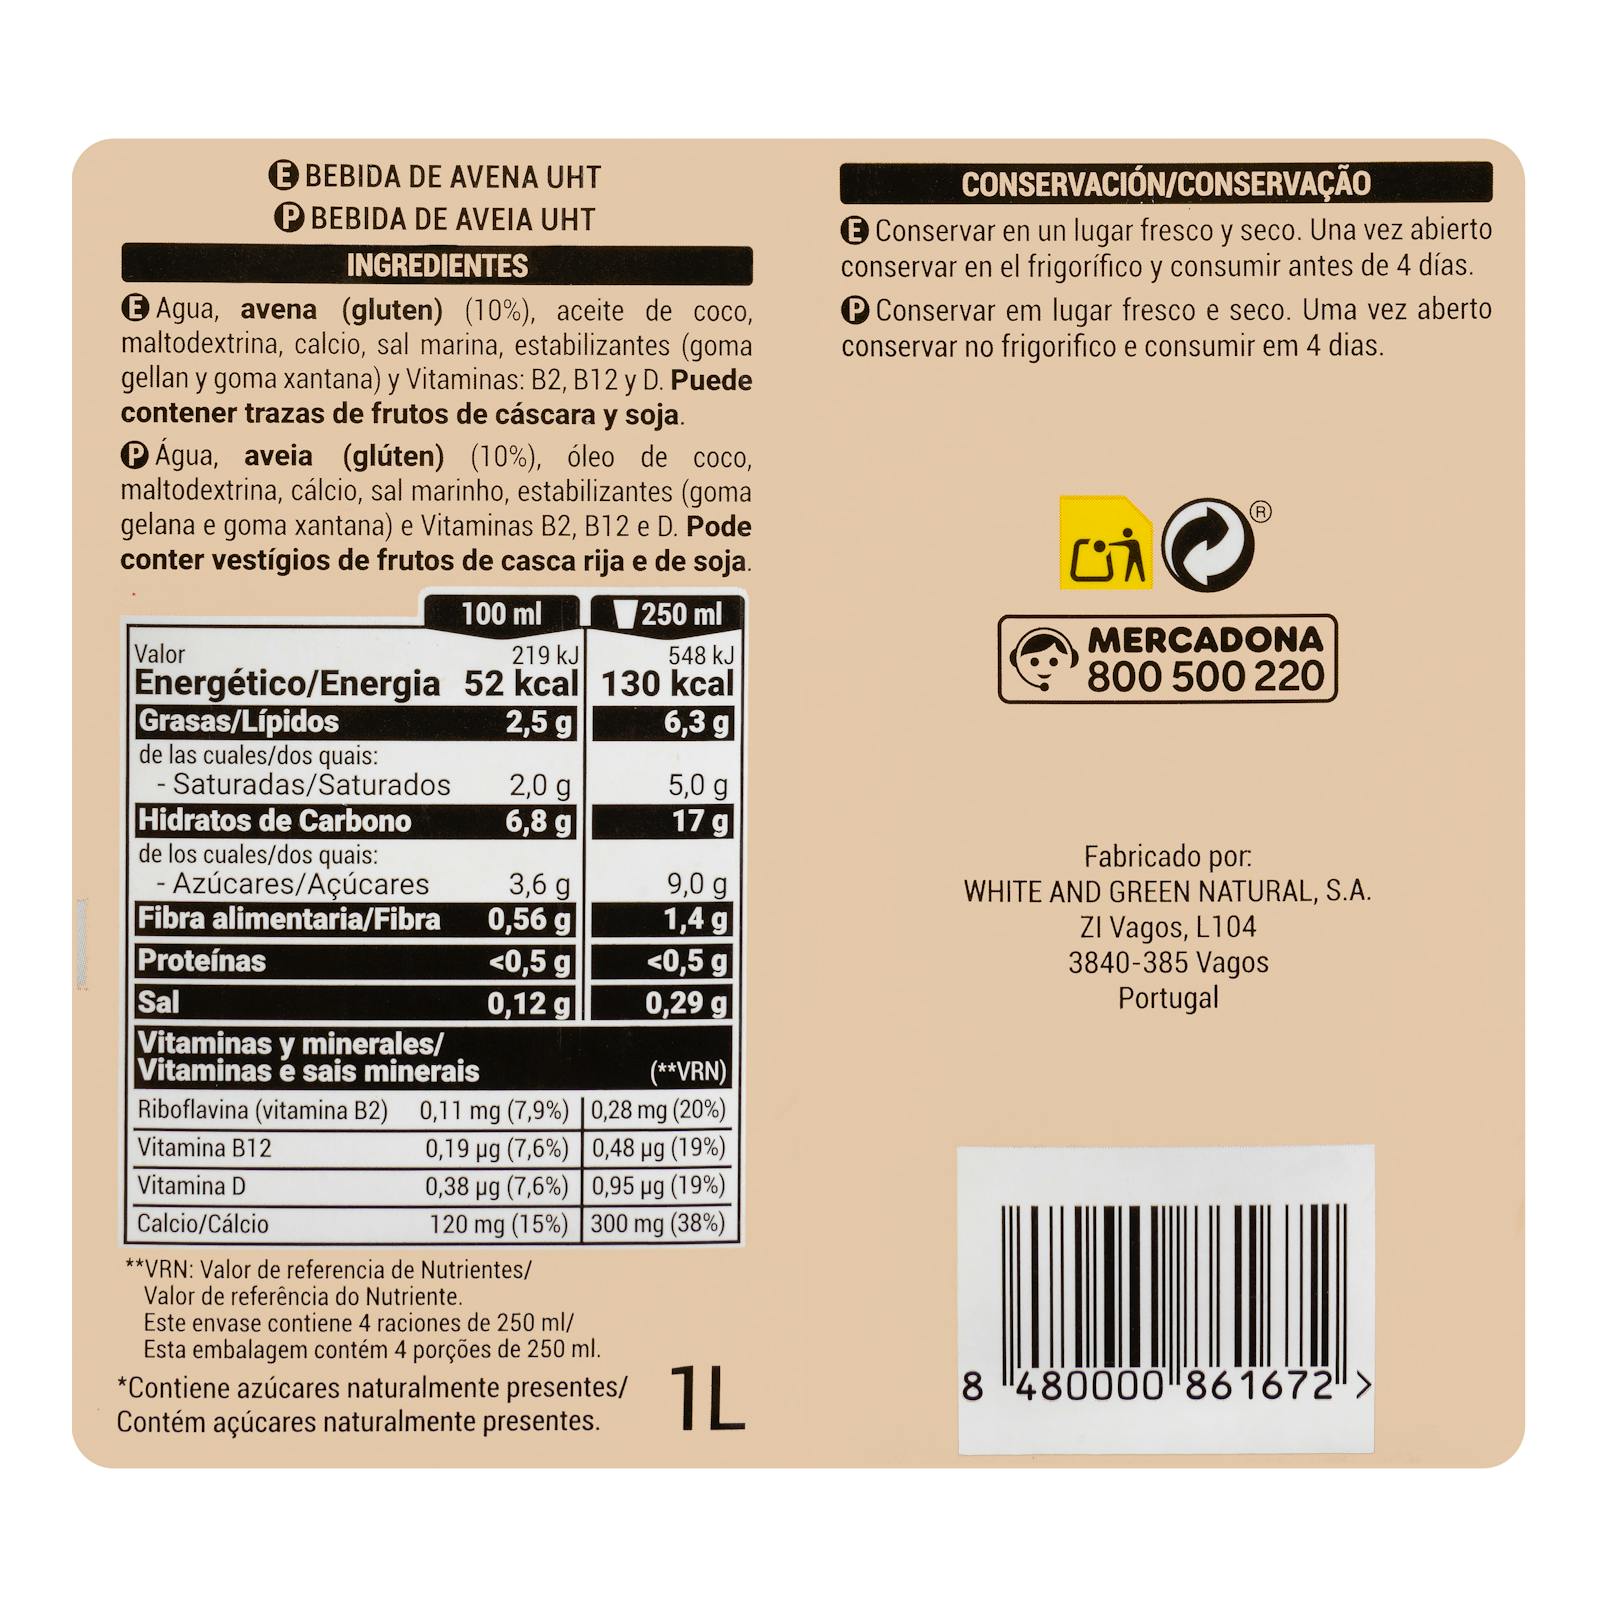 E BEBIDA DE AVENA UHT
P BEBIDA DE AVEIA UHT
INGREDIENTES
E Agua, avena (gluten) (10%), aceite de coco,
maltodextrina, calcio, sal marina, estabilizantes (goma
gellan y goma xantana) y Vitaminas: B2, B12 y D. Puede
contener trazas de frutos de cáscara y soja.
P Água, aveia (glúten) (10%), óleo de coco,
maltodextrina, cálcio, sal marinho, estabilizantes (goma
gelana e goma xantana) e Vitaminas B2, B12 e D. Pode
conter vestígios de frutos de casca rija e de soja.
100 ml 250 ml
Valor 219 kJ 548 kJ
Energético/Energia 52 kcal 130 kcal
Grasas/Lípidos 2,5 g 6,3 g
de las cuales/dos quais:
- Saturadas/Saturados 2,0 g 5,0 g
Hidratos de Carbono 6,8 g 17 g
de los cuales/dos quais:
- Azúcares/Açúcares 3,6 g 9,0 g
Fibra alimentaria/Fibra 0,56 g 1,4 g
Proteínas <0,5 g <0,5 g
Sal 0,12 g 0,29 g
Vitaminas y minerales/
Vitaminas e sais minerais (**VRN)
Riboflavina (vitamina B2) 0,11 mg (7,9%) 0,28 mg (20%)
Vitamina B12 0,19 µg (7,6%) 0,48 µg (19%)
Vitamina D 0,38 µg (7,6%) 0,95 µg (19%)
Calcio/Cálcio 120 mg (15%) 300 mg (38%)
**VRN: Valor de referencia de Nutrientes/
Valor de referência do Nutriente.
Este envase contiene 4 raciones de 250 ml/
Esta embalagem contém 4 porções de 250 ml.
*Contiene azúcares naturalmente presentes/
Contém açúcares naturalmente presentes.
1L
CONSERVACIÓN/CONSERVAÇÃO
E Conservar en un lugar fresco y seco. Una vez abierto
conservar en el frigorífico y consumir antes de 4 días.
P Conservar em lugar fresco e seco. Uma vez aberto
conservar no frigorifico e consumir em 4 dias.
®
MERCADONA
800 500 220
Fabricado por:
WHITE AND GREEN NATURAL, S.A.
ZI Vagos, L104
3840-385 Vagos
Portugal
8 480000 861672 >